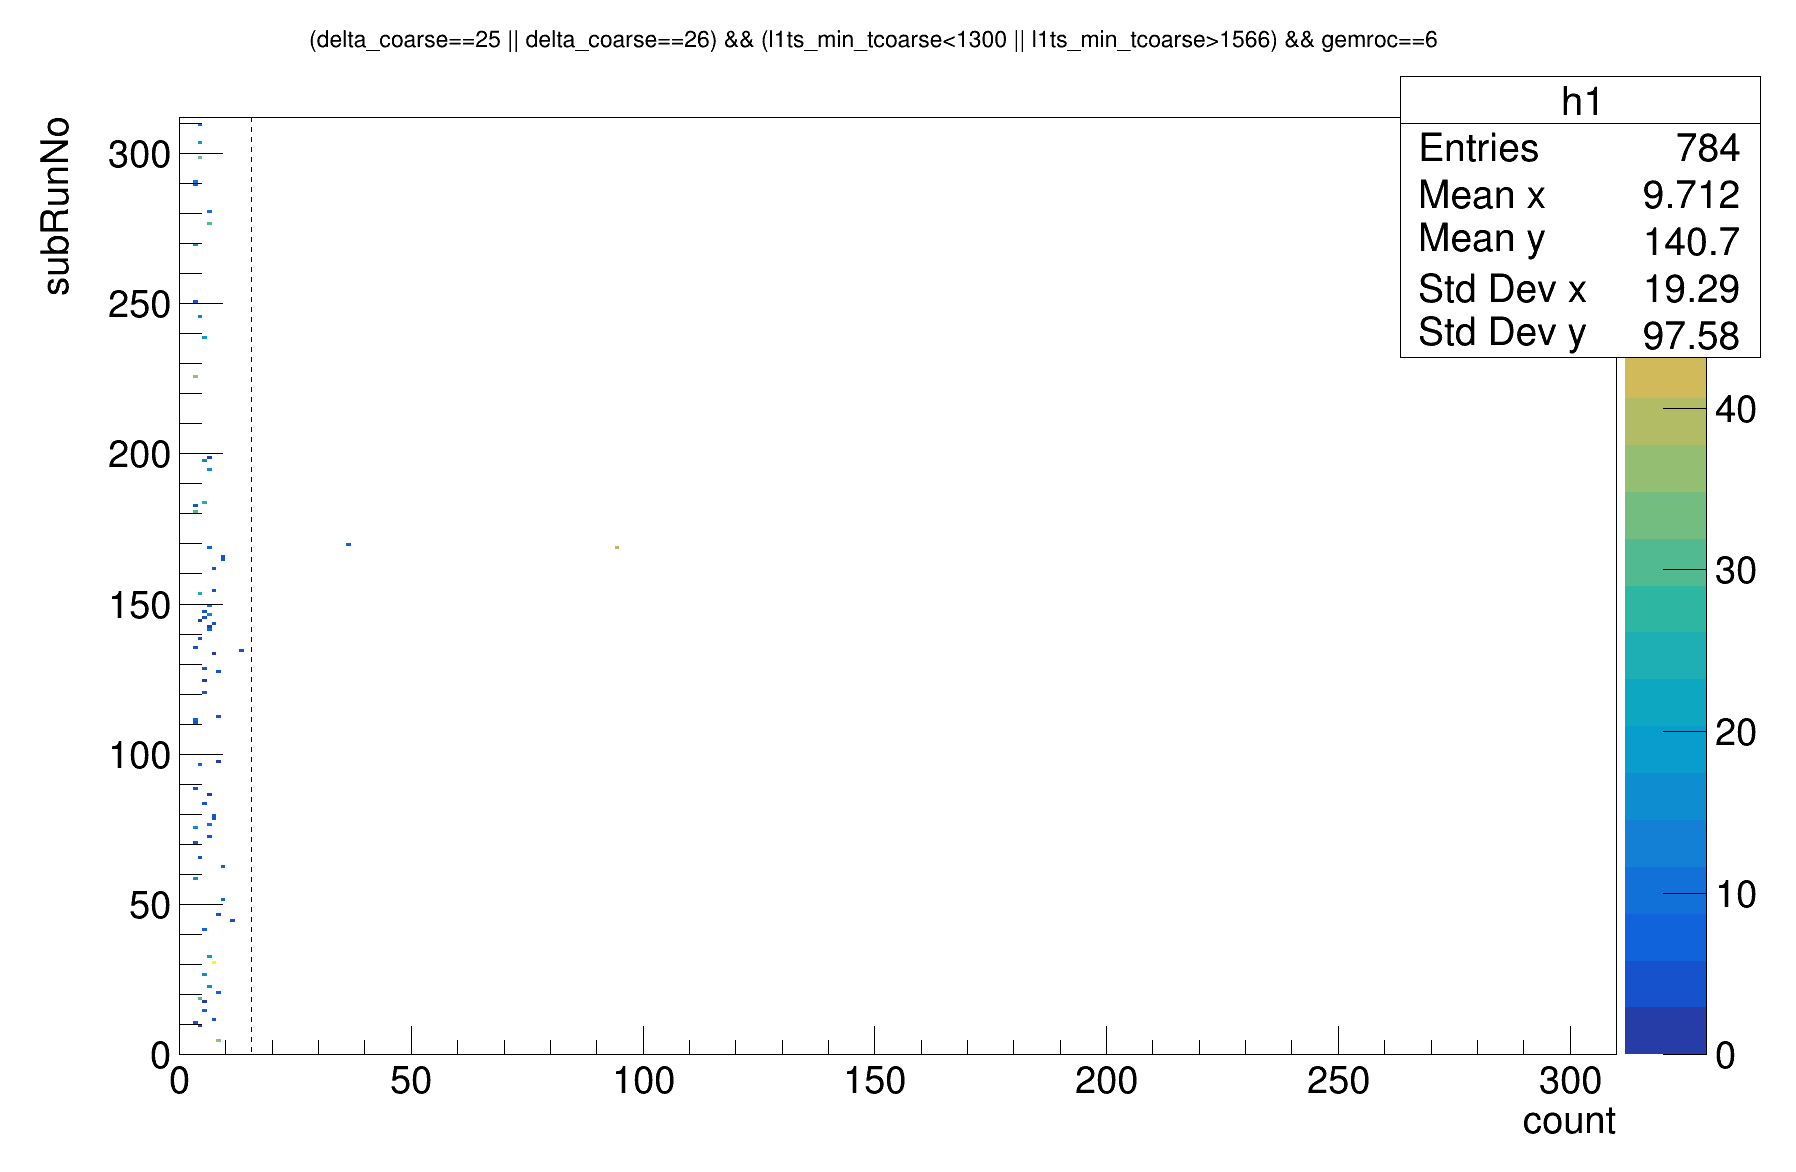 (delta_coarse==25 || delta_coarse==26) && (l1ts_min_tcoarse<1300 || l1ts_min_tcoarse>1566) && gemroc==6
h1
Entries 784
Mean x 9.712
Mean y 140.7
Std Dev x 19.29
Std Dev y 97.58
subRunNo
300
250
200
150
100
50
0
0 50 100 150 200 250 300
count
40
30
20
10
0